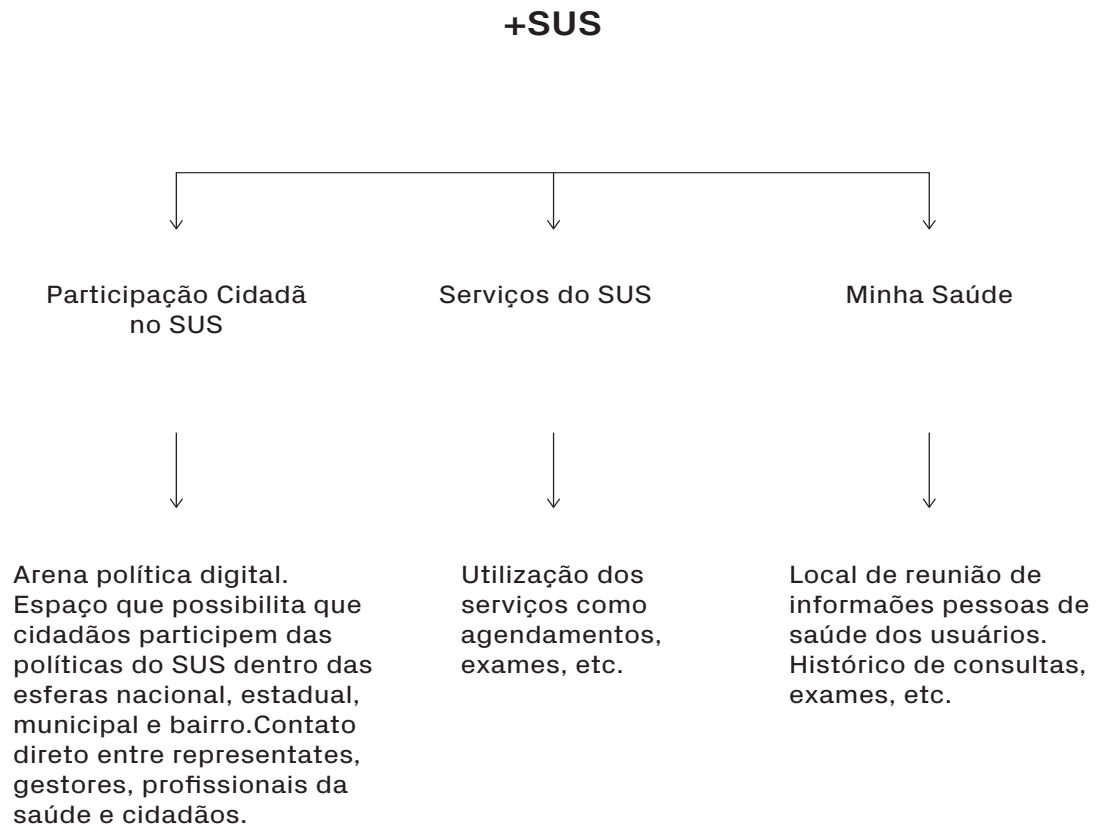 +SUS
Participação Cidadã
no SUS
Serviços do SUS
Minha Saúde
Arena política digital.
Espaço que possibilita que
cidadãos participem das
políticas do SUS dentro das
esferas nacional, estadual,
municipal e bairro.Contato
direto entre representates,
gestores, profissionais da
saúde e cidadãos.
Utilização dos
serviços como
agendamentos,
exames, etc.
Local de reunião de
informaões pessoas de
saúde dos usuários.
Histórico de consultas,
exames, etc.